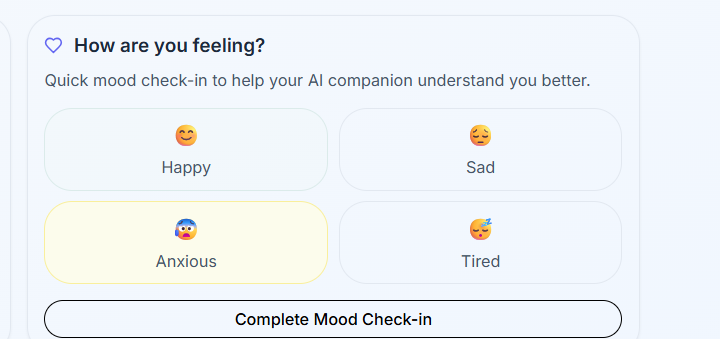 How are you feeling?
Quick mood check-in to help your AI companion understand you better.
Happy
Sad
Anxious
Tired
Complete Mood Check-in